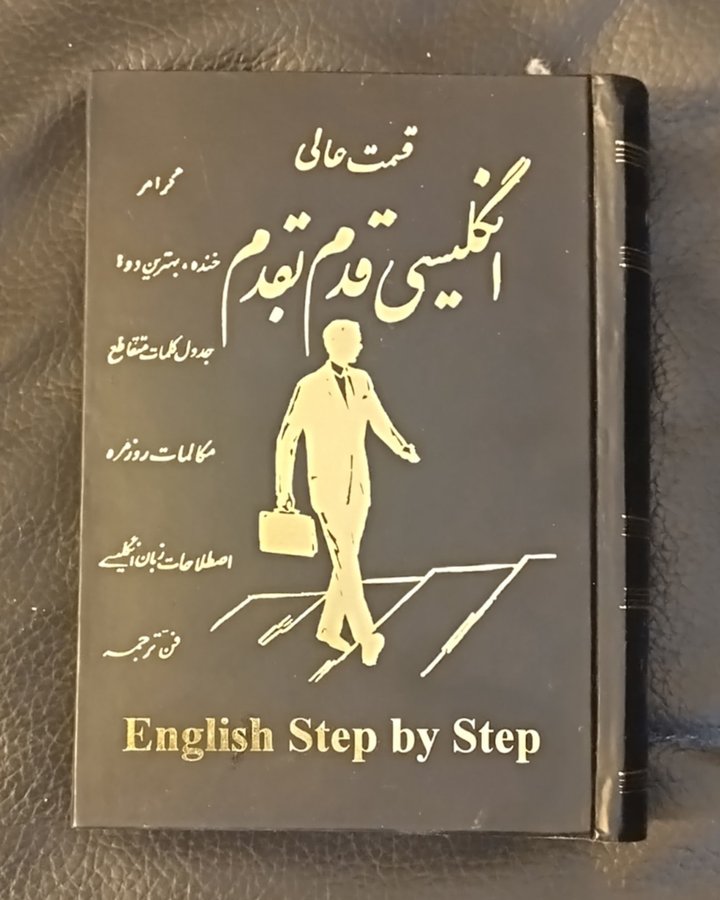 قسمت عالی
انگلیسی قدم بقدم
گرامر
خنده، بهترین دوا
جدول کلمات متقاطع
مکالمات روزمره
اصطلاحات زبان انگلیسی
فن ترجمه
English Step by Step